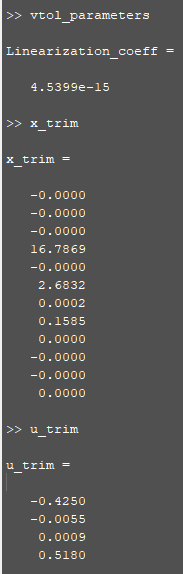 >> vtol_parameters
Linearization_coeff =
4.5399e-15
>> x_trim
x_trim =
-0.0000
-0.0000
-0.0000
16.7869
-0.0000
2.6832
0.0002
0.1585
0.0000
-0.0000
-0.0000
0.0000
>> u_trim
u_trim =
-0.4250
-0.0055
0.0009
0.5180